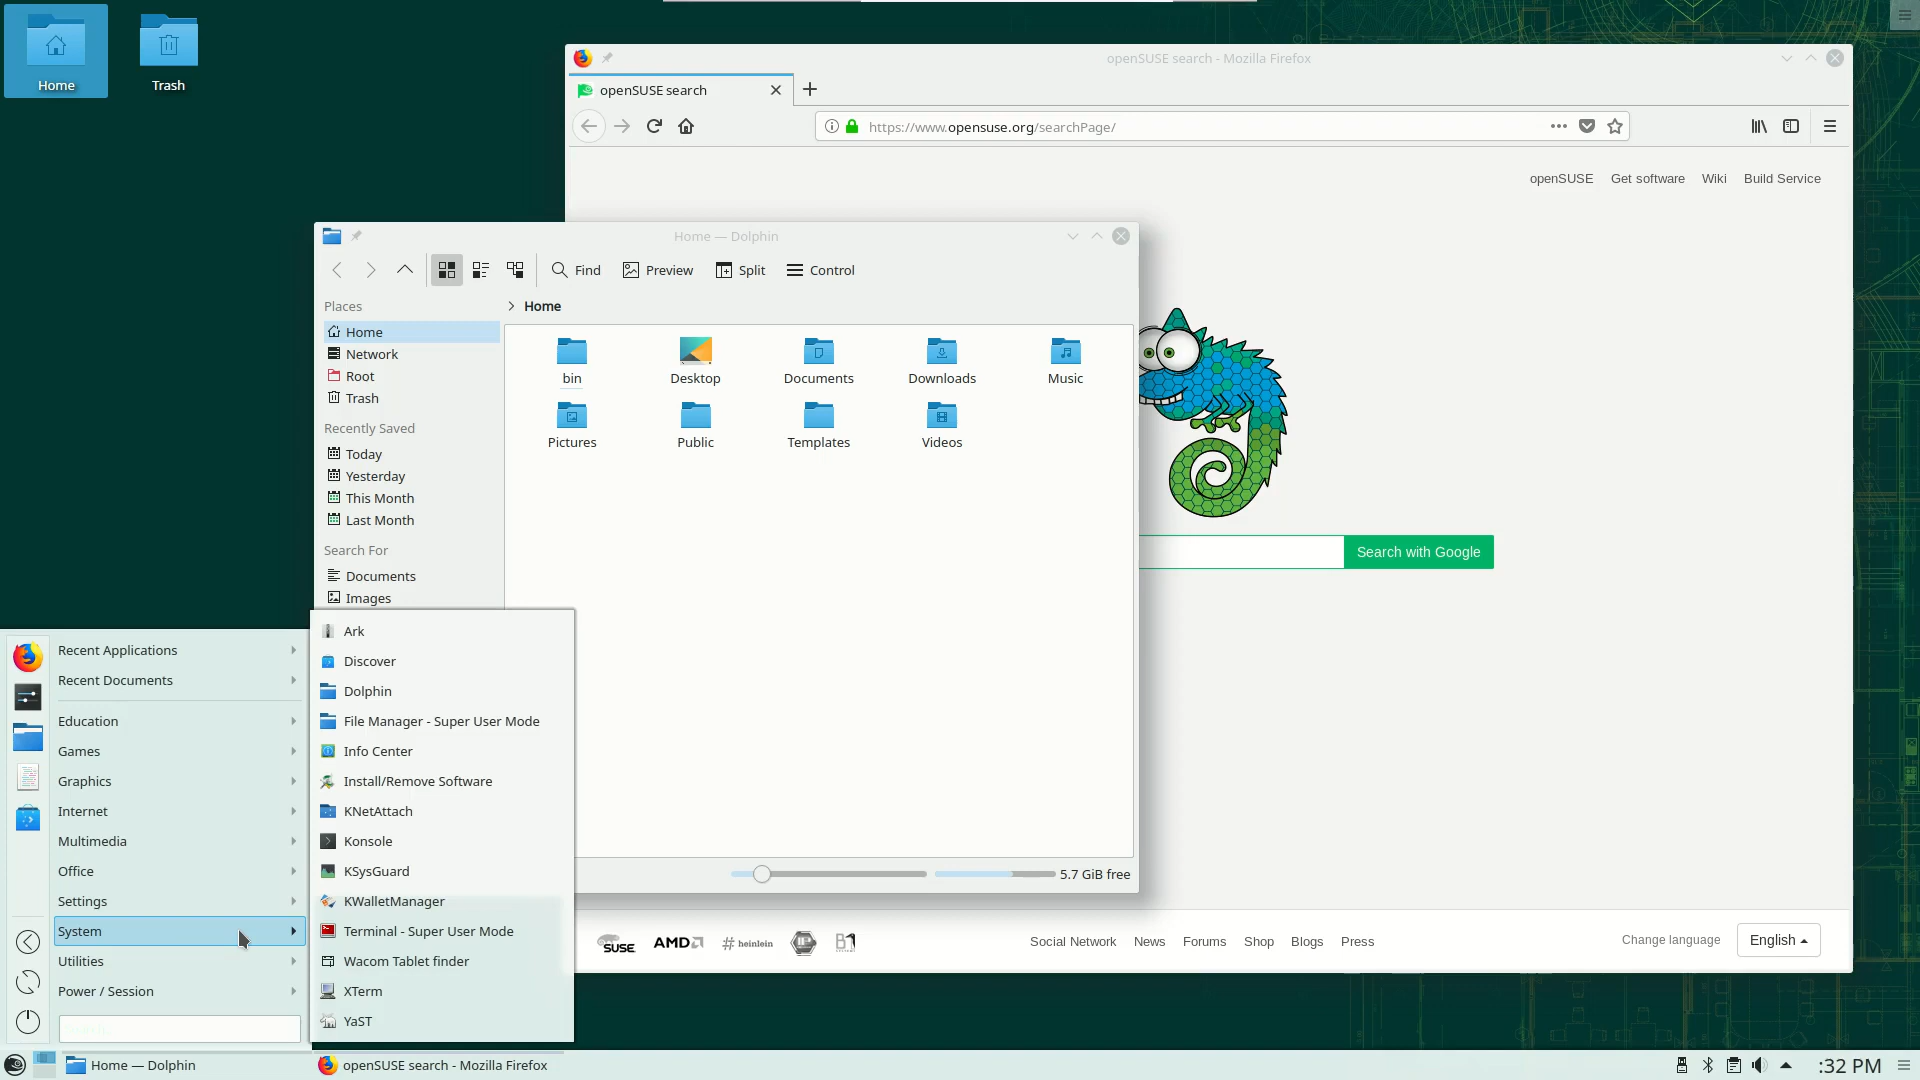 Home
Trash
openSUSE search - Mozilla Firefox
openSUSE search
https://www.opensuse.org/searchPage/
openSUSE Get software Wiki Build Service
Home — Dolphin
Find Preview Split Control
Places
Home
Network
Root
Trash
Recently Saved
Today
Yesterday
This Month
Last Month
Search For
Documents
Images
Home
bin Desktop Documents Downloads Music
Pictures Public Templates Videos
5.7 GiB free
Search with Google
SUSE AMD heinlein B1
Social Network News Forums Shop Blogs Press
Change language English
Recent Applications
Recent Documents
Education
Games
Graphics
Internet
Multimedia
Office
Settings
System
Utilities
Power / Session
Ark
Discover
Dolphin
File Manager - Super User Mode
Info Center
Install/Remove Software
KNetAttach
Konsole
KSysGuard
KWalletManager
Terminal - Super User Mode
Wacom Tablet finder
XTerm
YaST
Home — Dolphin
openSUSE search - Mozilla Firefox
:32 PM